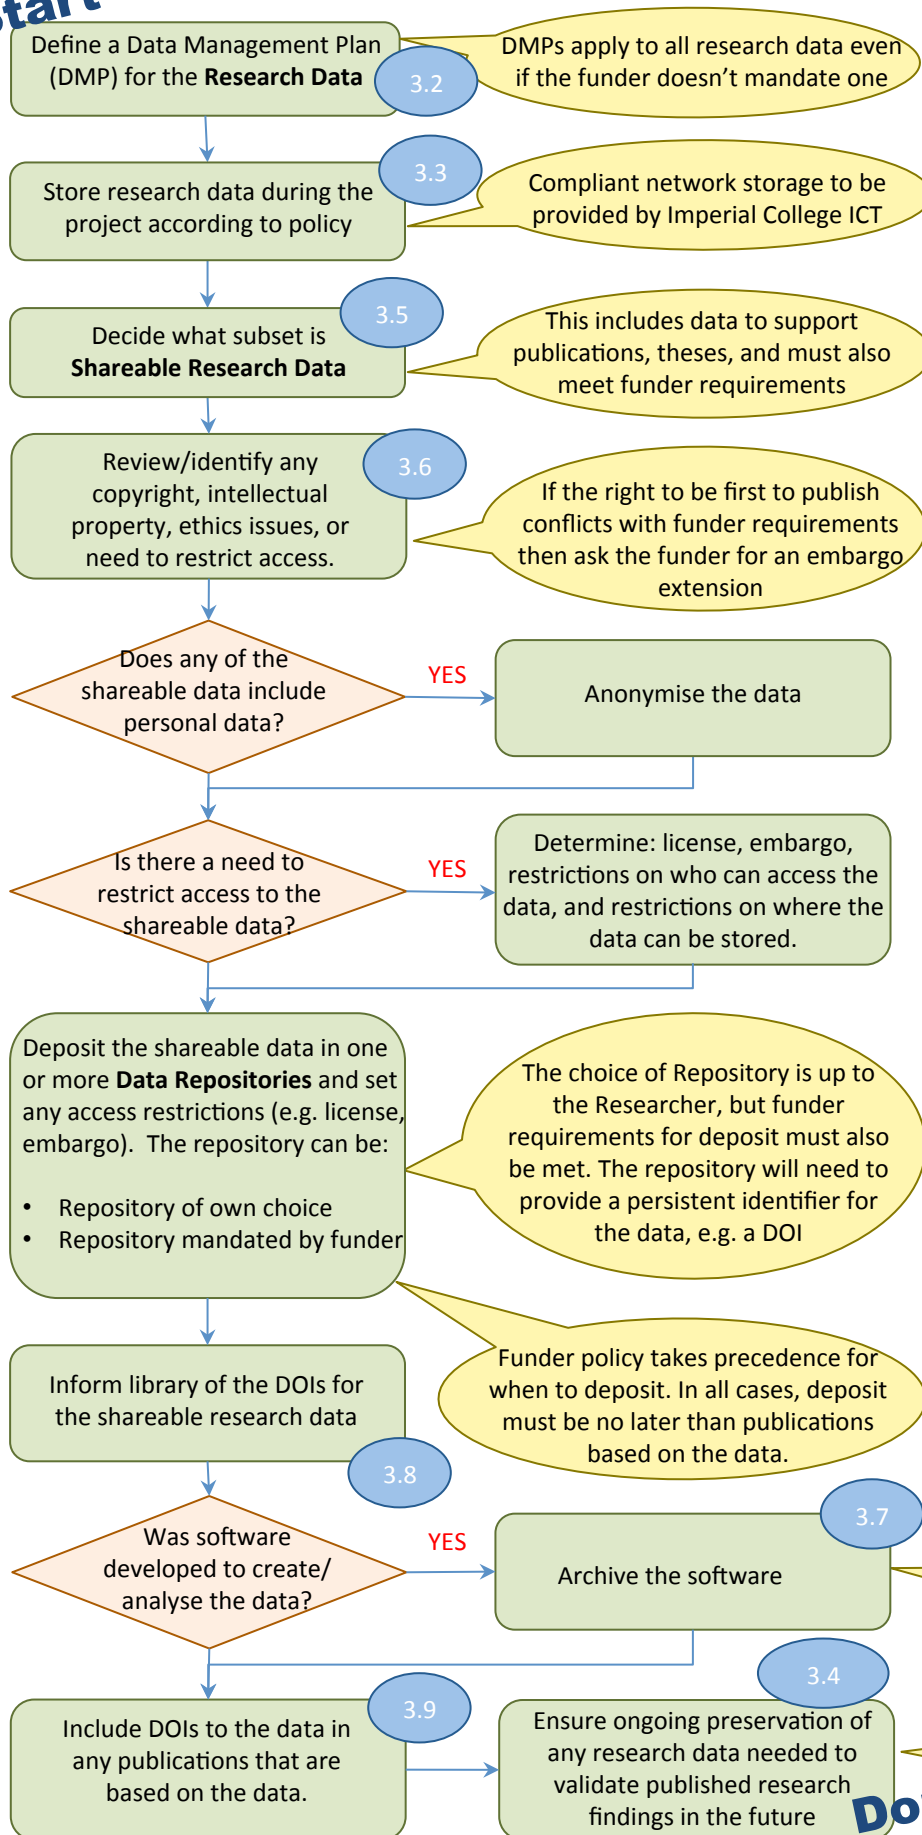 Start
Define a Data Management Plan
(DMP) for the Research Data
3.2
DMPs apply to all research data even
if the funder doesn’t mandate one
Store research data during the
project according to policy
3.3
Compliant network storage to be
provided by Imperial College ICT
Decide what subset is
Shareable Research Data
3.5
This includes data to support
publications, theses, and must also
meet funder requirements
Review/identify any
copyright, intellectual
property, ethics issues, or
need to restrict access.
3.6
If the right to be first to publish
conflicts with funder requirements
then ask the funder for an embargo
extension
Does any of the
shareable data include
personal data?
YES
Anonymise the data
Is there a need to
restrict access to the
shareable data?
YES
Determine: license, embargo,
restrictions on who can access the
data, and restrictions on where the
data can be stored.
Deposit the shareable data in one
or more Data Repositories and set
any access restrictions (e.g. license,
embargo). The repository can be:
• Repository of own choice
• Repository mandated by funder
The choice of Repository is up to
the Researcher, but funder
requirements for deposit must also
be met. The repository will need to
provide a persistent identifier for
the data, e.g. a DOI
Funder policy takes precedence for
when to deposit. In all cases, deposit
must be no later than publications
based on the data.
Inform library of the DOIs for
the shareable research data
3.8
Was software
developed to create/
analyse the data?
YES
Archive the software
3.7
Include DOIs to the data in
any publications that are
based on the data.
3.9
Ensure ongoing preservation of
any research data needed to
validate published research
findings in the future
3.4